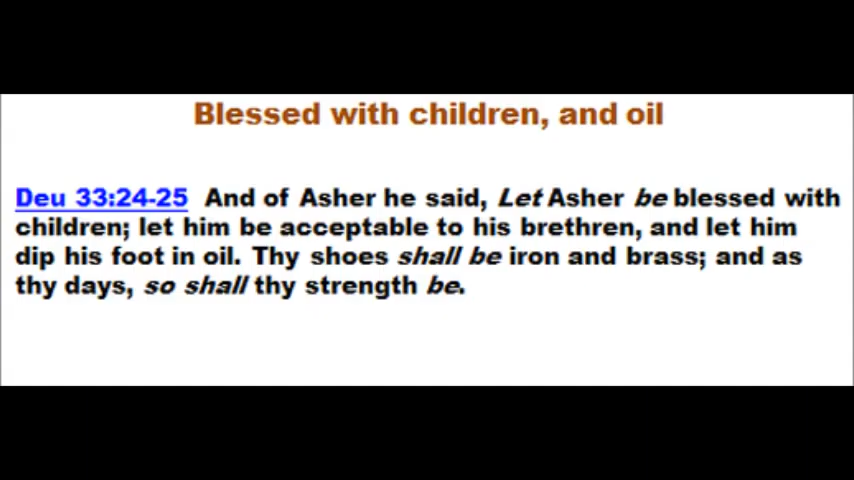 Blessed with children, and oil
Deu 33:24-25 And of Asher he said, Let Asher be blessed with
children; let him be acceptable to his brethren, and let him
dip his foot in oil. Thy shoes shall be iron and brass; and as
thy days, so shall thy strength be.